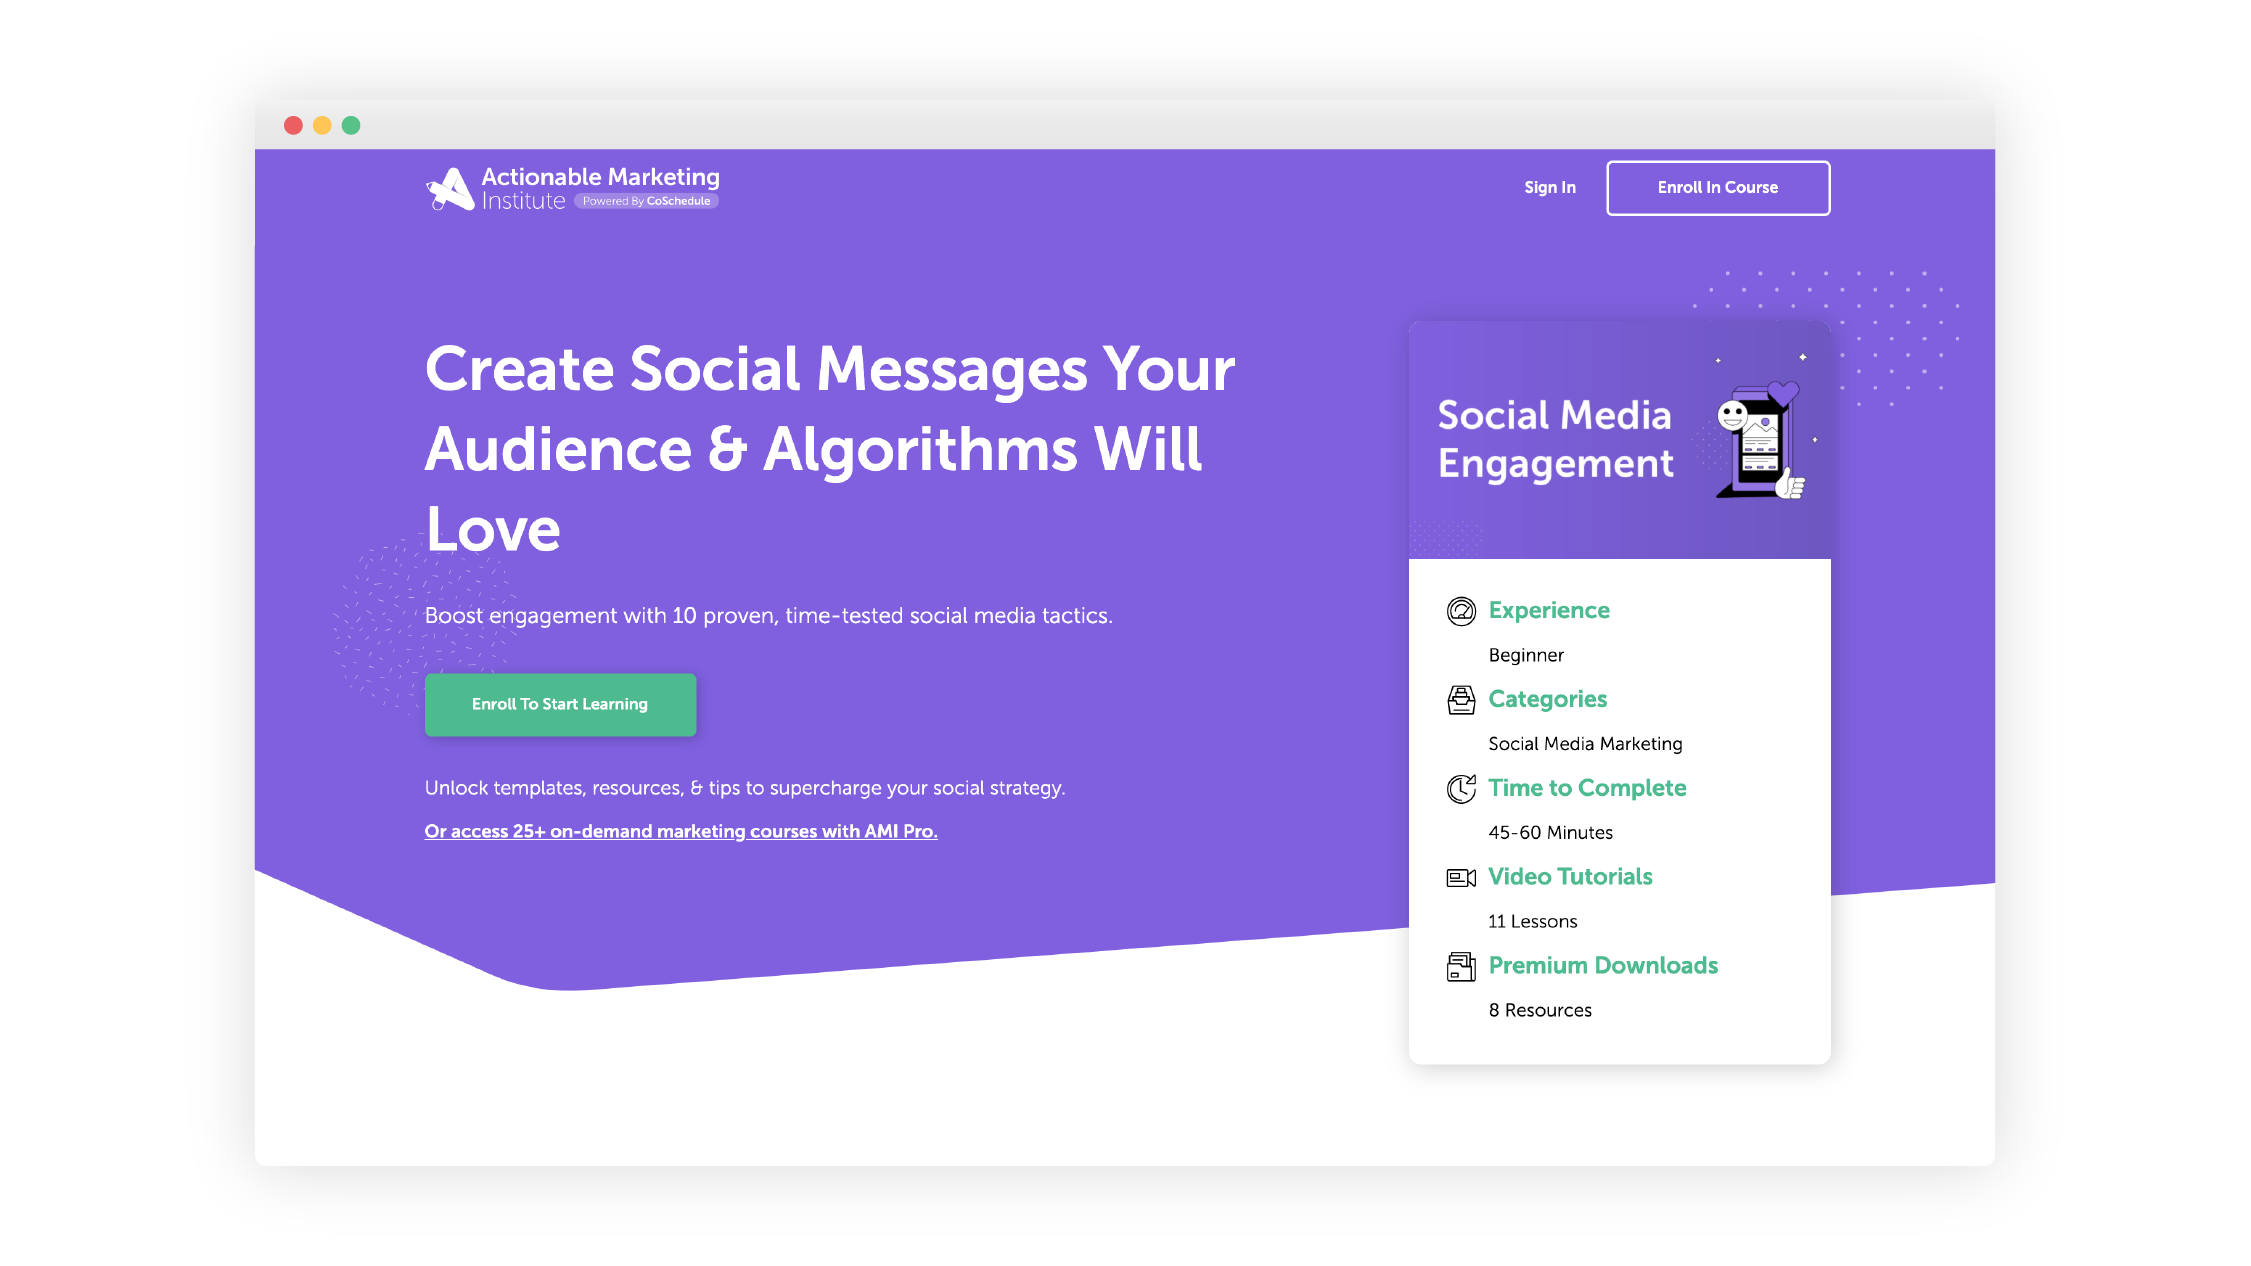 Actionable Marketing
Institute Powered By CoSchedule
Sign In
Enroll In Course
Create Social Messages Your
Audience & Algorithms Will
Love
Boost engagement with 10 proven, time-tested social media tactics.
Enroll To Start Learning
Unlock templates, resources, & tips to supercharge your social strategy.
Or access 25+ on-demand marketing courses with AMI Pro.
Social Media
Engagement
Experience
Beginner
Categories
Social Media Marketing
Time to Complete
45-60 Minutes
Video Tutorials
11 Lessons
Premium Downloads
8 Resources